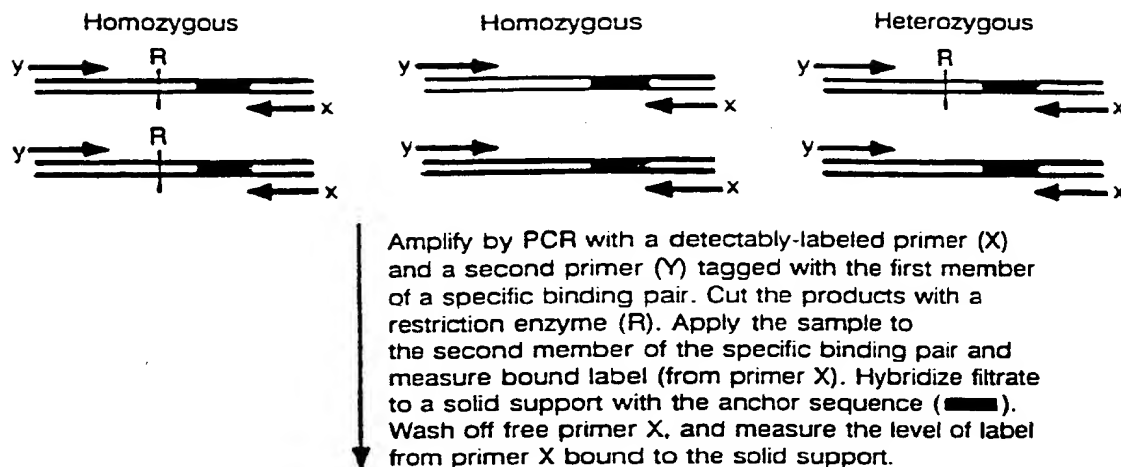 Homozygous Homozygous Heterozygous
R R
y y y
x x x
R
y y y
x x x
Amplify by PCR with a detectably-labeled primer (X)
and a second primer (Y) tagged with the first member
of a specific binding pair. Cut the products with a
restriction enzyme (R). Apply the sample to
the second member of the specific binding pair and
measure bound label (from primer X). Hybridize filtrate
to a solid support with the anchor sequence ( ).
Wash off free primer X, and measure the level of label
from primer X bound to the solid support.